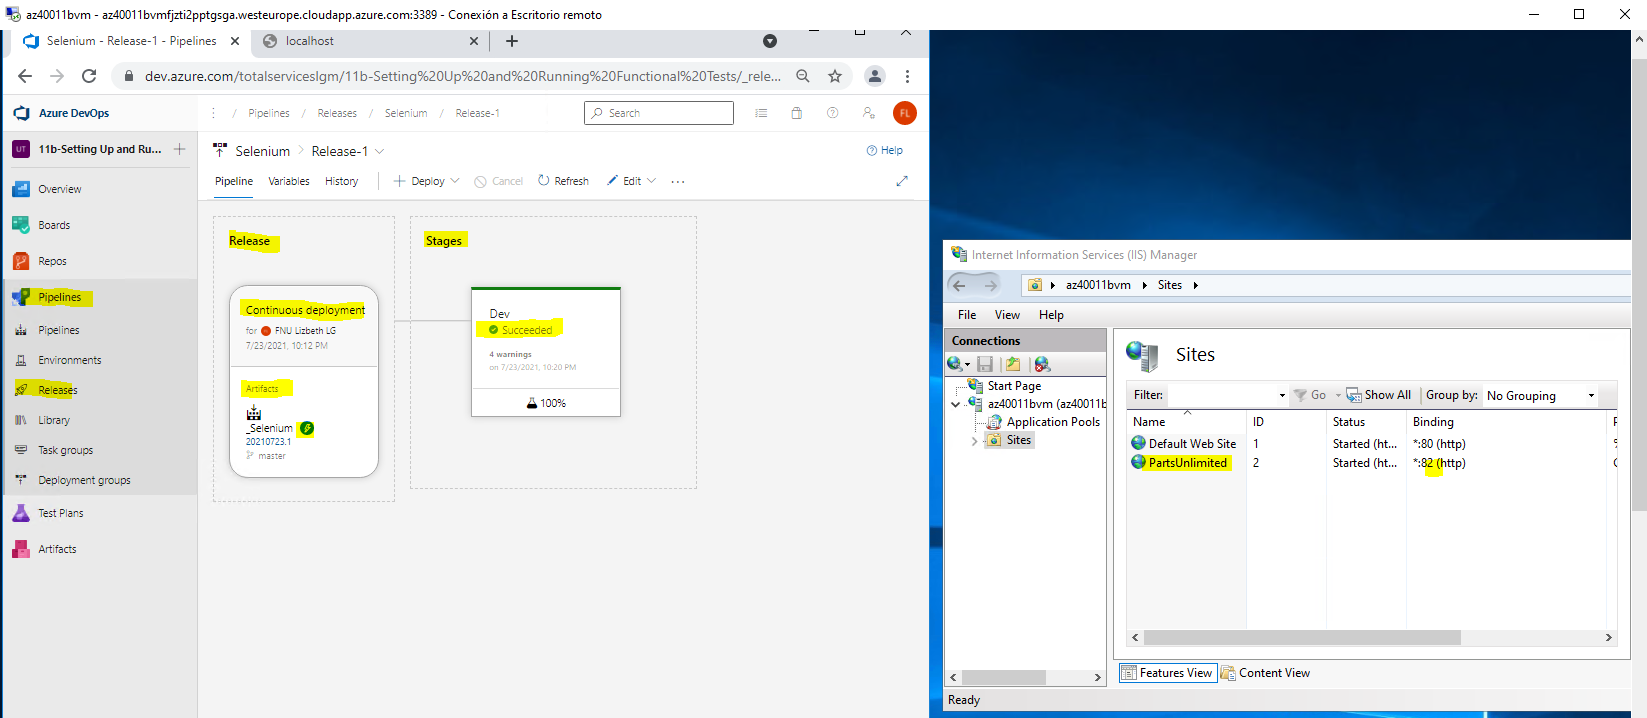 az40011bvm - az40011bvmfjzti2pptgsga.westeurope.cloudapp.azure.com:3389 - Conexión a Escritorio remoto
Selenium - Release-1 - Pipelines
localhost
dev.azure.com/totalserviceslgm/11b-Setting%20Up%20and%20Running%20Functional%20Tests/_rele...
Azure DevOps
Pipelines / Releases / Selenium / Release-1
Search
FL
UT
11b-Setting Up and Ru...
Overview
Boards
Repos
Pipelines
Pipelines
Environments
Releases
Library
Task groups
Deployment groups
Test Plans
Artifacts
Selenium > Release-1
Help
Pipeline Variables History
Deploy Cancel Refresh Edit ...
Release
Continuous deployment
for FNU Lizbeth LG
7/23/2021, 10:12 PM
Artifacts
_Selenium
20210723.1
master
Stages
Dev
Succeeded
4 warnings
on 7/23/2021, 10:20 PM
100%
Internet Information Services (IIS) Manager
az40011bvm Sites
File View Help
Connections
Start Page
az40011bvm (az40011b
Application Pools
Sites
Sites
Filter: Go Show All Group by: No Grouping
Name ID Status Binding
Default Web Site 1 Started (ht... *:80 (http)
PartsUnlimited 2 Started (ht... *:82 (http)
Features View Content View
Ready